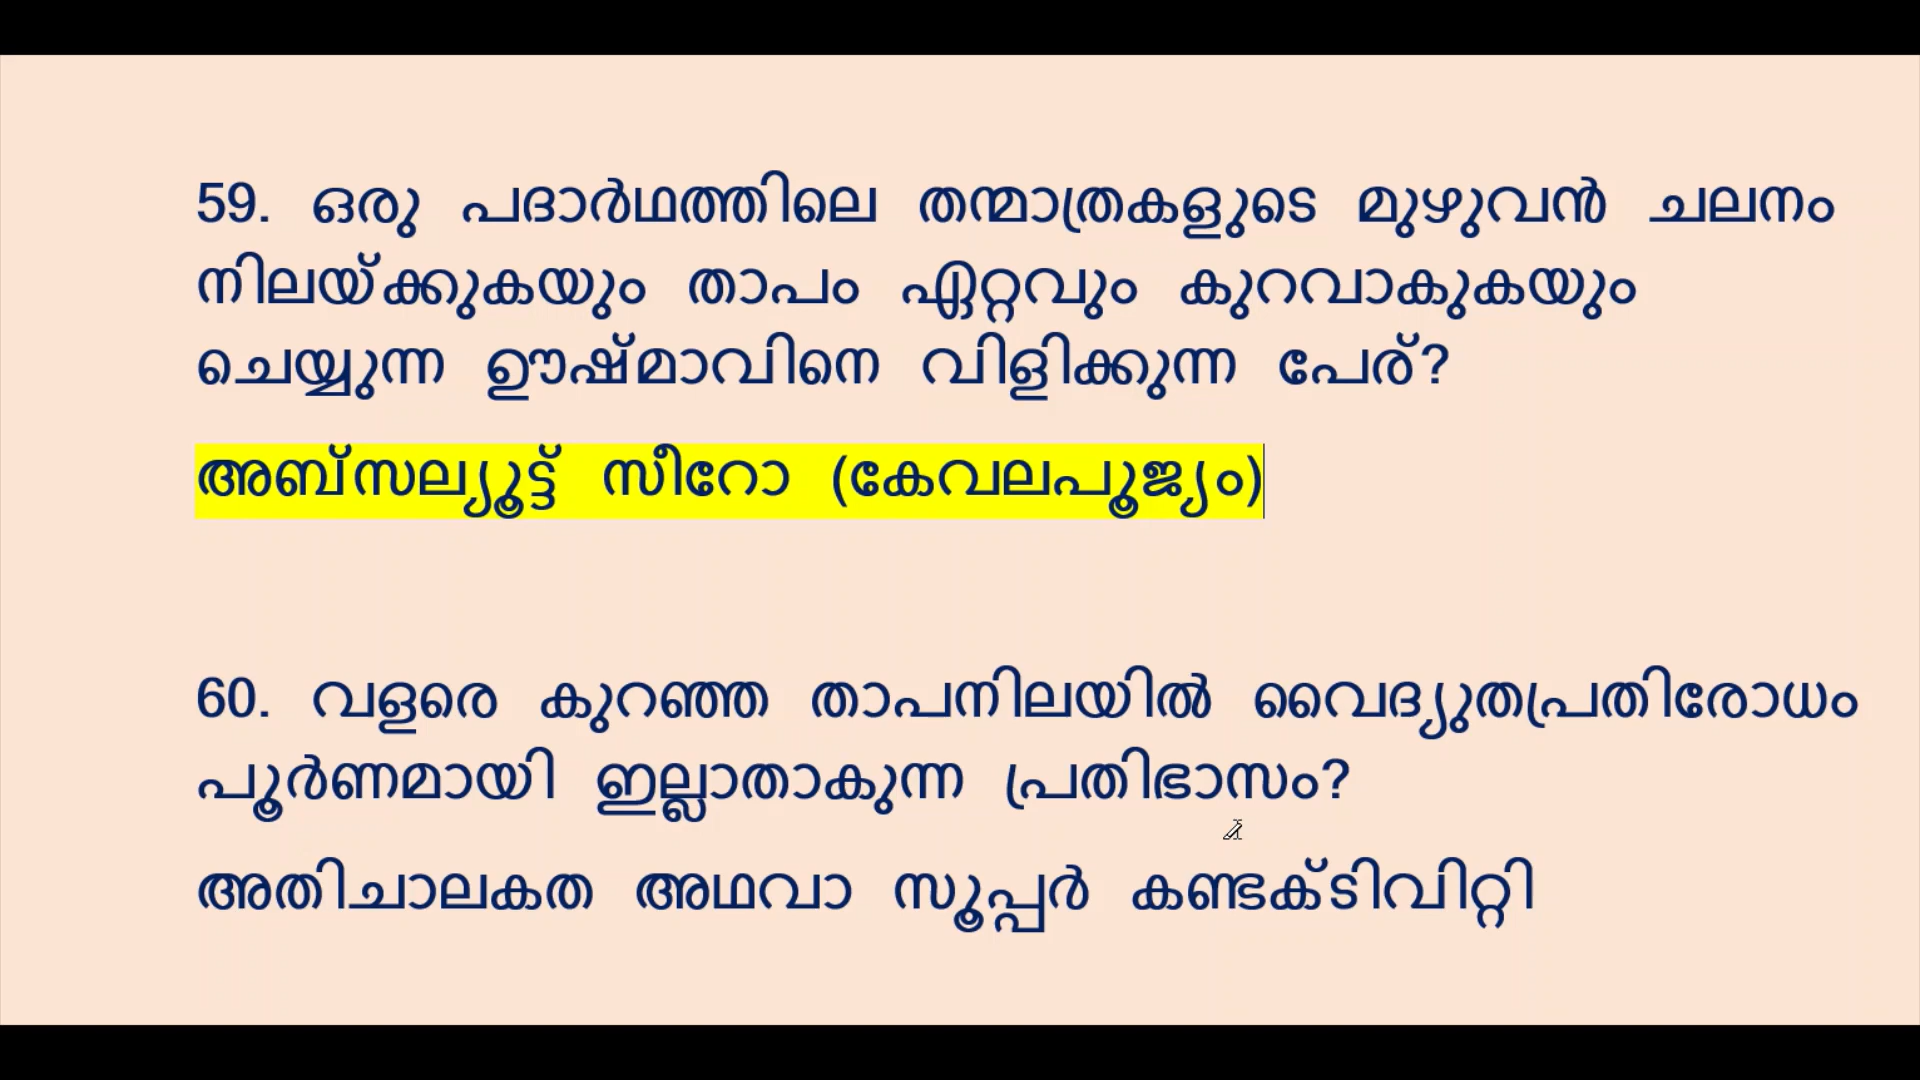 59. ഒരു പദാർഥത്തിലെ തന്മാത്രകളുടെ മുഴുവൻ ചലനം
നിലയ്ക്കുകയും താപം ഏറ്റവും കുറവാകുകയും
ചെയ്യുന്ന ഊഷ്മാവിനെ വിളിക്കുന്ന പേര്?
അബ്സല്യൂട്ട് സീറോ (കേവലപൂജ്യം)
60. വളരെ കുറഞ്ഞ താപനിലയിൽ വൈദ്യുതപ്രതിരോധം
പൂർണമായി ഇല്ലാതാകുന്ന പ്രതിഭാസം?
അതിചാലകത അഥവാ സൂപ്പർ കണ്ടക്ടിവിറ്റി